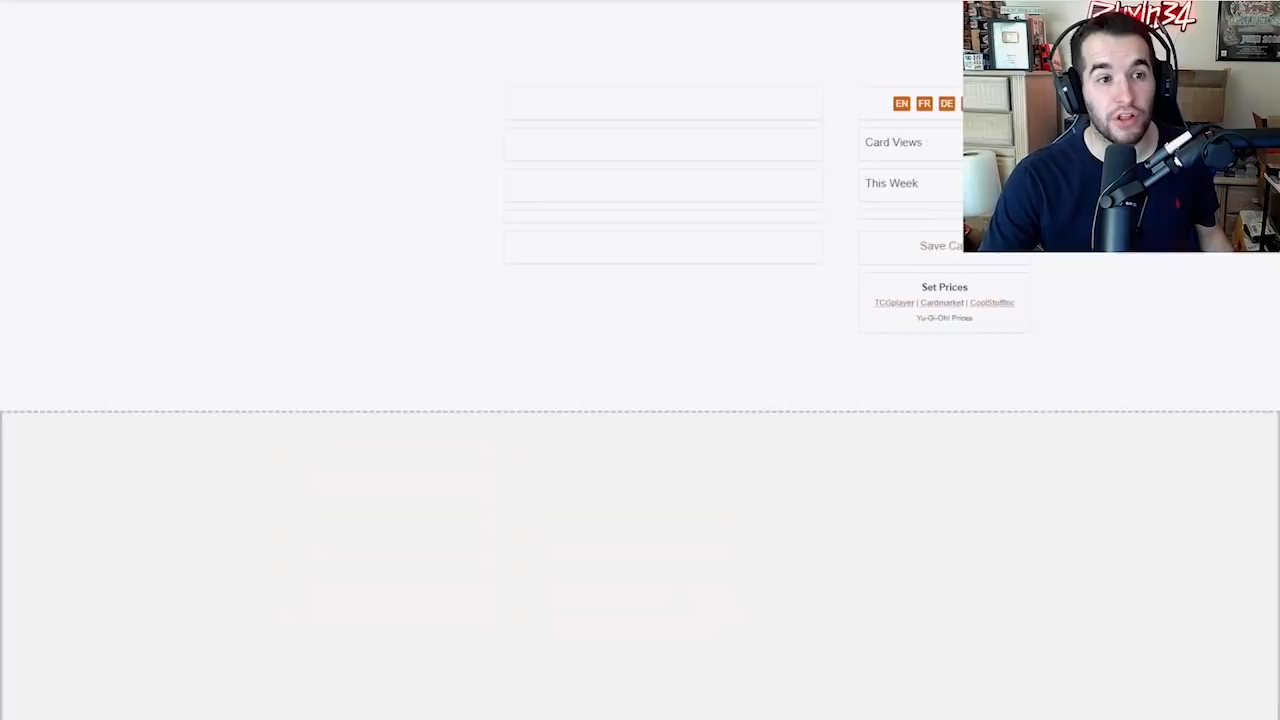 EN FR DE
Card Views :
This Week
Save Ca
Set Prices
TCGplayer | Cardmarket | CoolStuffInc
Yu-Gi-Oh! Prices